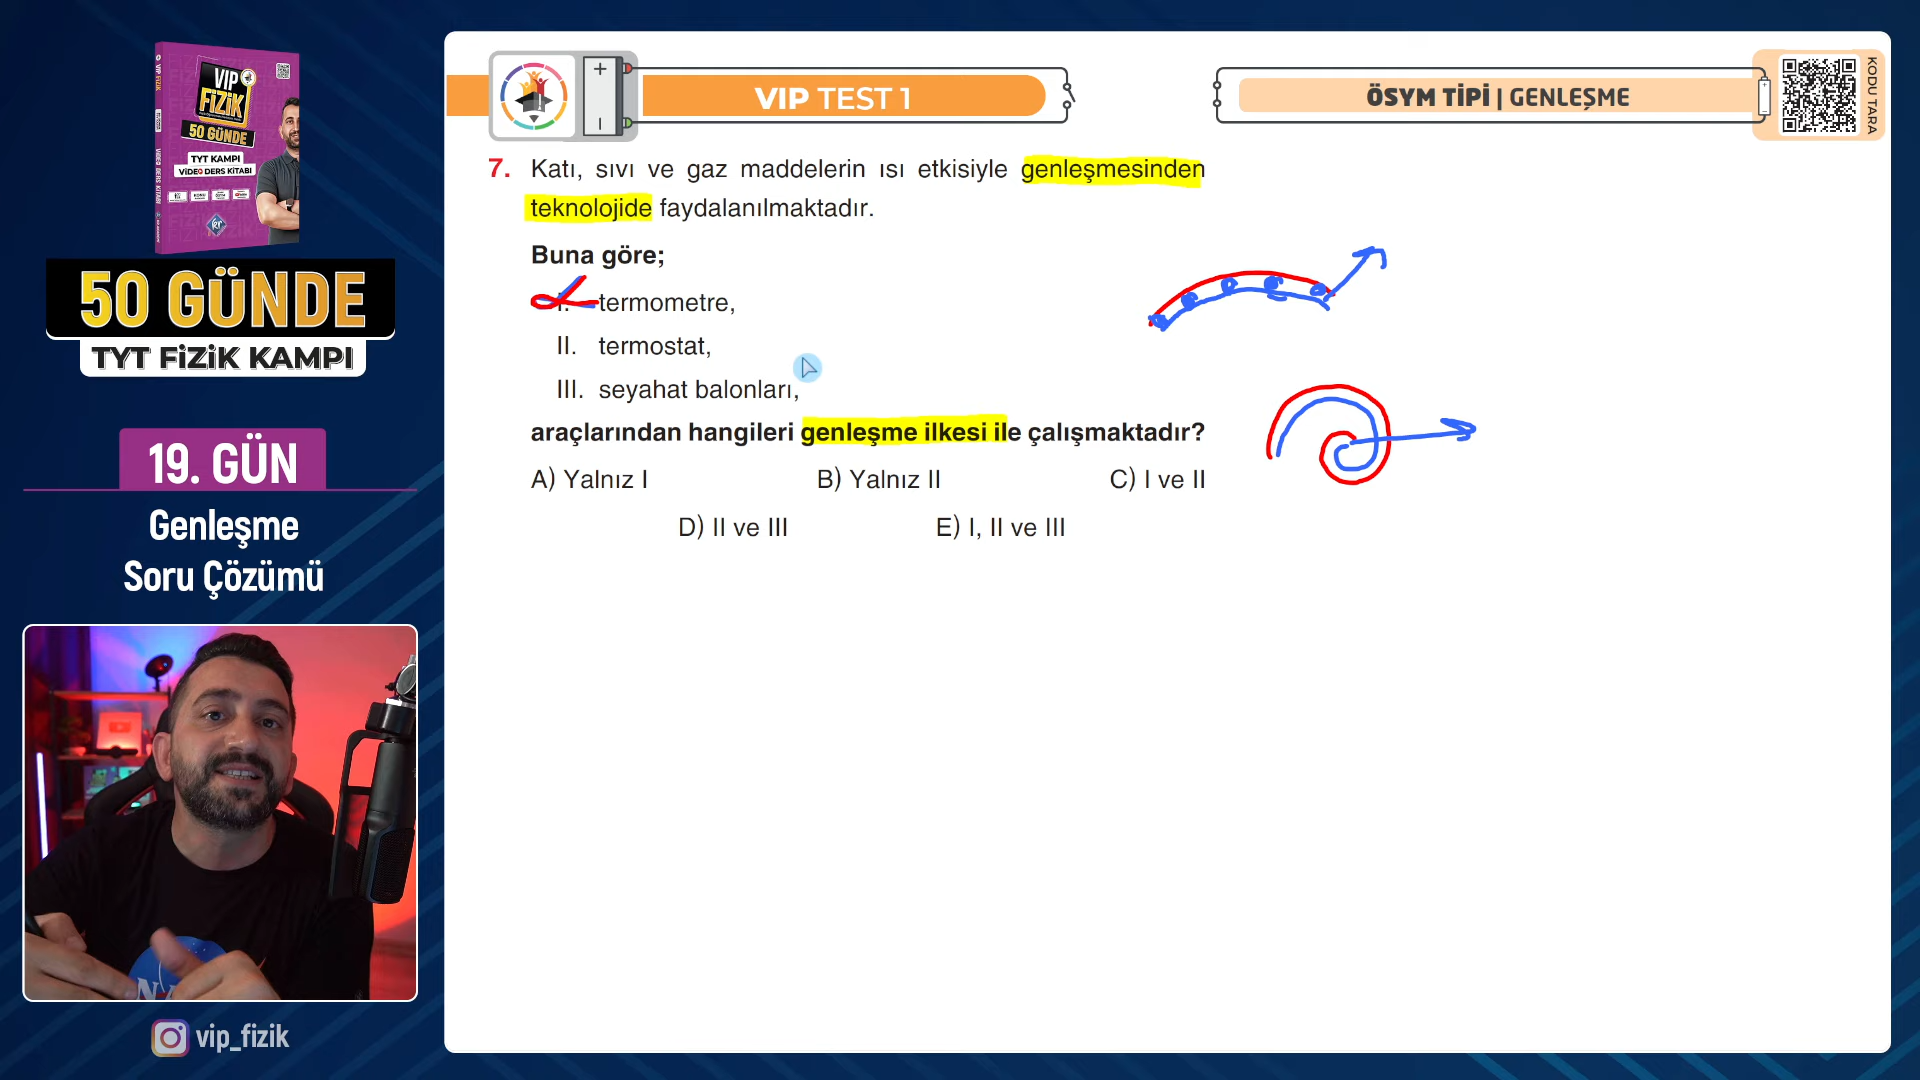 VIP
FİZİK
50 GÜNDE
TYT KAMPI
VİDEO DERS KİTABI
50 GÜNDE
TYT FİZİK KAMPI
19. GÜN
Genleşme
Soru Çözümü
vip_fizik
VIP TEST 1
ÖSYM TİPİ | GENLEŞME
KODU TARA
7. Katı, sıvı ve gaz maddelerin ısı etkisiyle genleşmesinden
teknolojide faydalanılmaktadır.
Buna göre;
I. termometre,
II. termostat,
III. seyahat balonları,
araçlarından hangileri genleşme ilkesi ile çalışmaktadır?
A) Yalnız I B) Yalnız II C) I ve II
D) II ve III E) I, II ve III